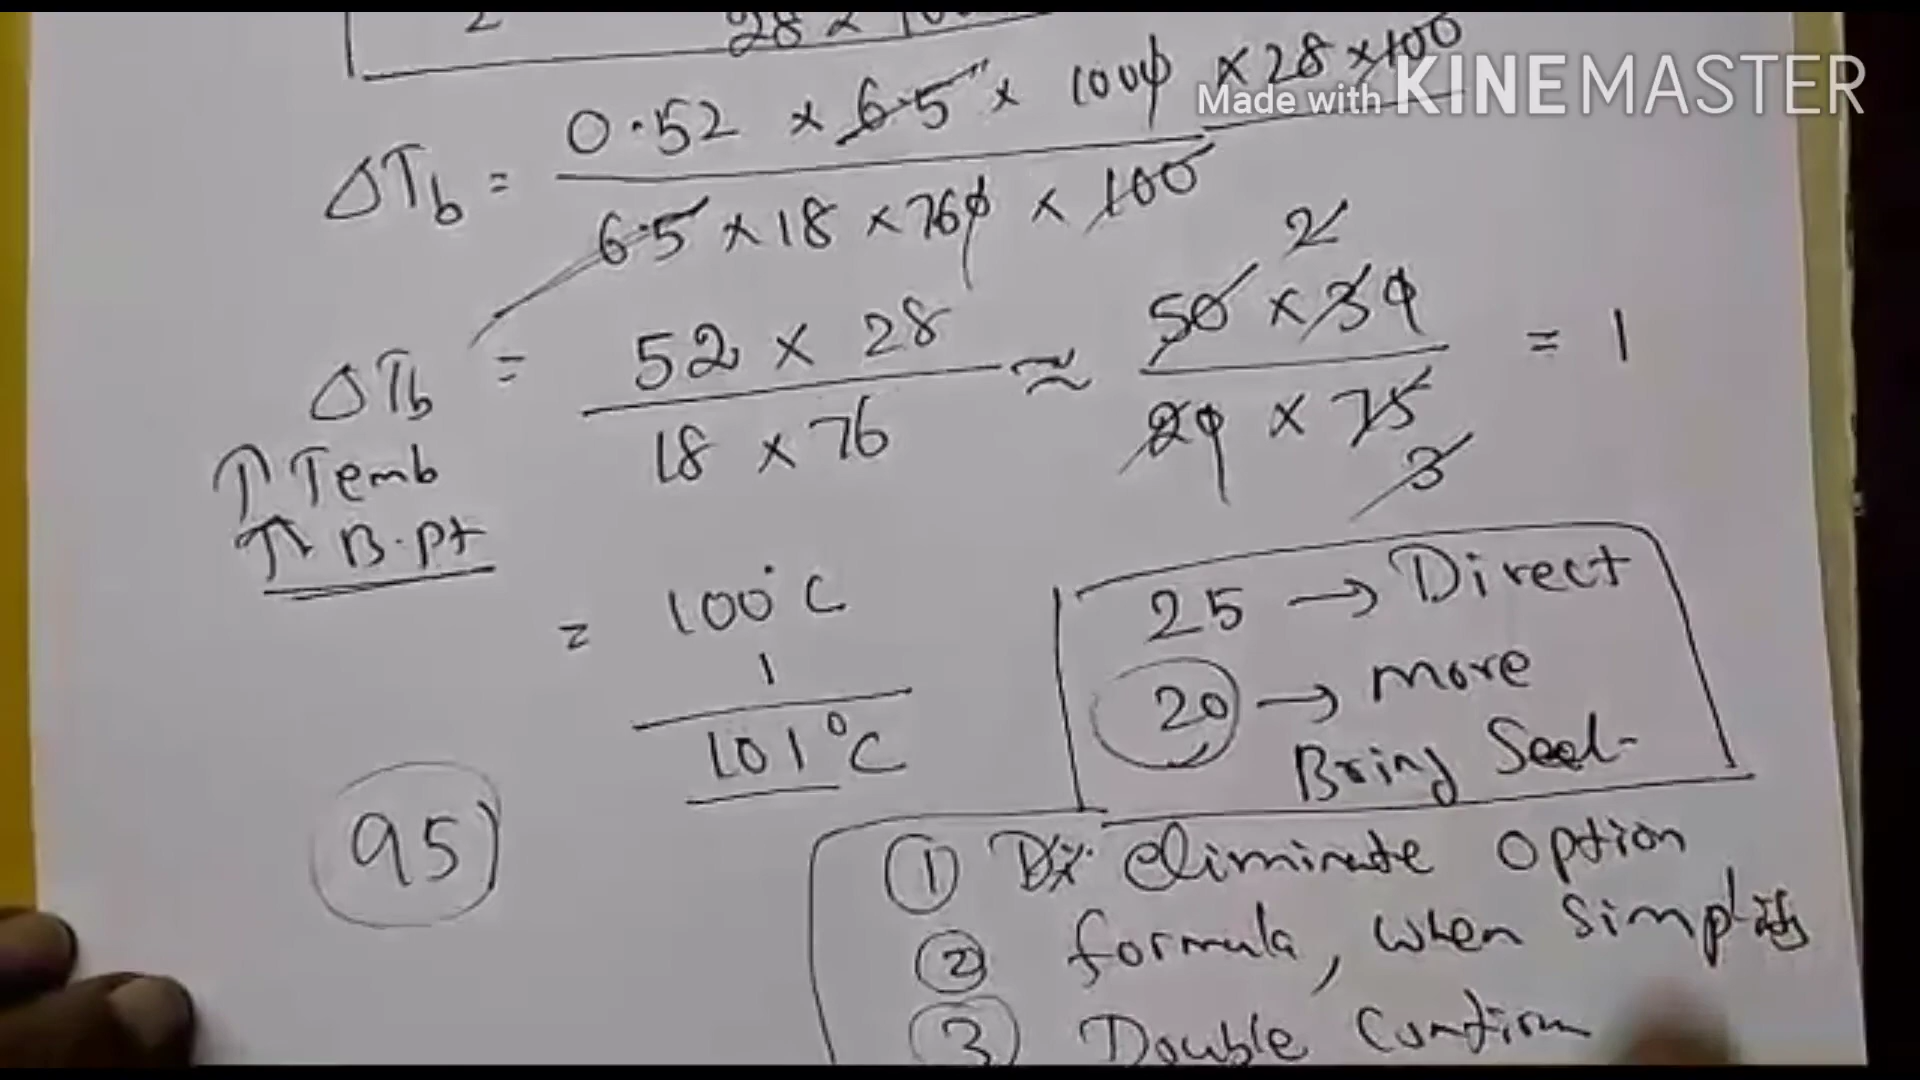 2 28 x 100
ΔTb = 0.52 x 6.5 x 1000 x 28 x 100
6.5 x 18 x 760 x 100
Made with KINEMASTER
ΔTb = 52 x 28 ≈ 50 x 30 = 1
18 x 76 20 x 75
2
3
↑ Temb
↑ B.Pt
= 100°C
1
101°C
25 → Direct
20 → more
Bring
95)
① eliminate option
② formula, when
③ Double Confirm